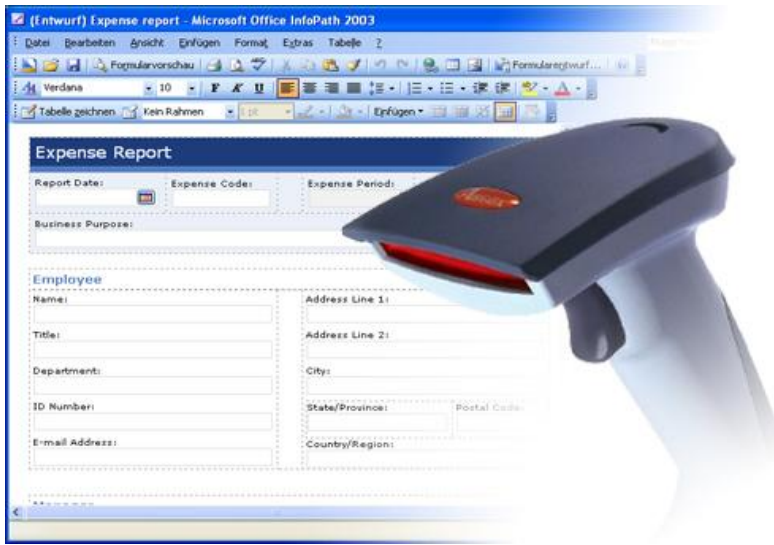 (Entwurf) Expense report - Microsoft Office InfoPath 2003
Datei Bearbeiten Ansicht Einfügen Format Extras Tabelle ?
Formularvorschau Formularentwurf...
Verdana 10 F K U
Tabelle zeichnen Kein Rahmen 1 pt Einfügen
Expense Report
Report Date: Expense Code: Expense Period:
Business Purpose:
Employee
Name: Address Line 1:
Title: Address Line 2:
Department: City:
ID Number: State/Province: Postal Code:
E-mail Address: Country/Region: